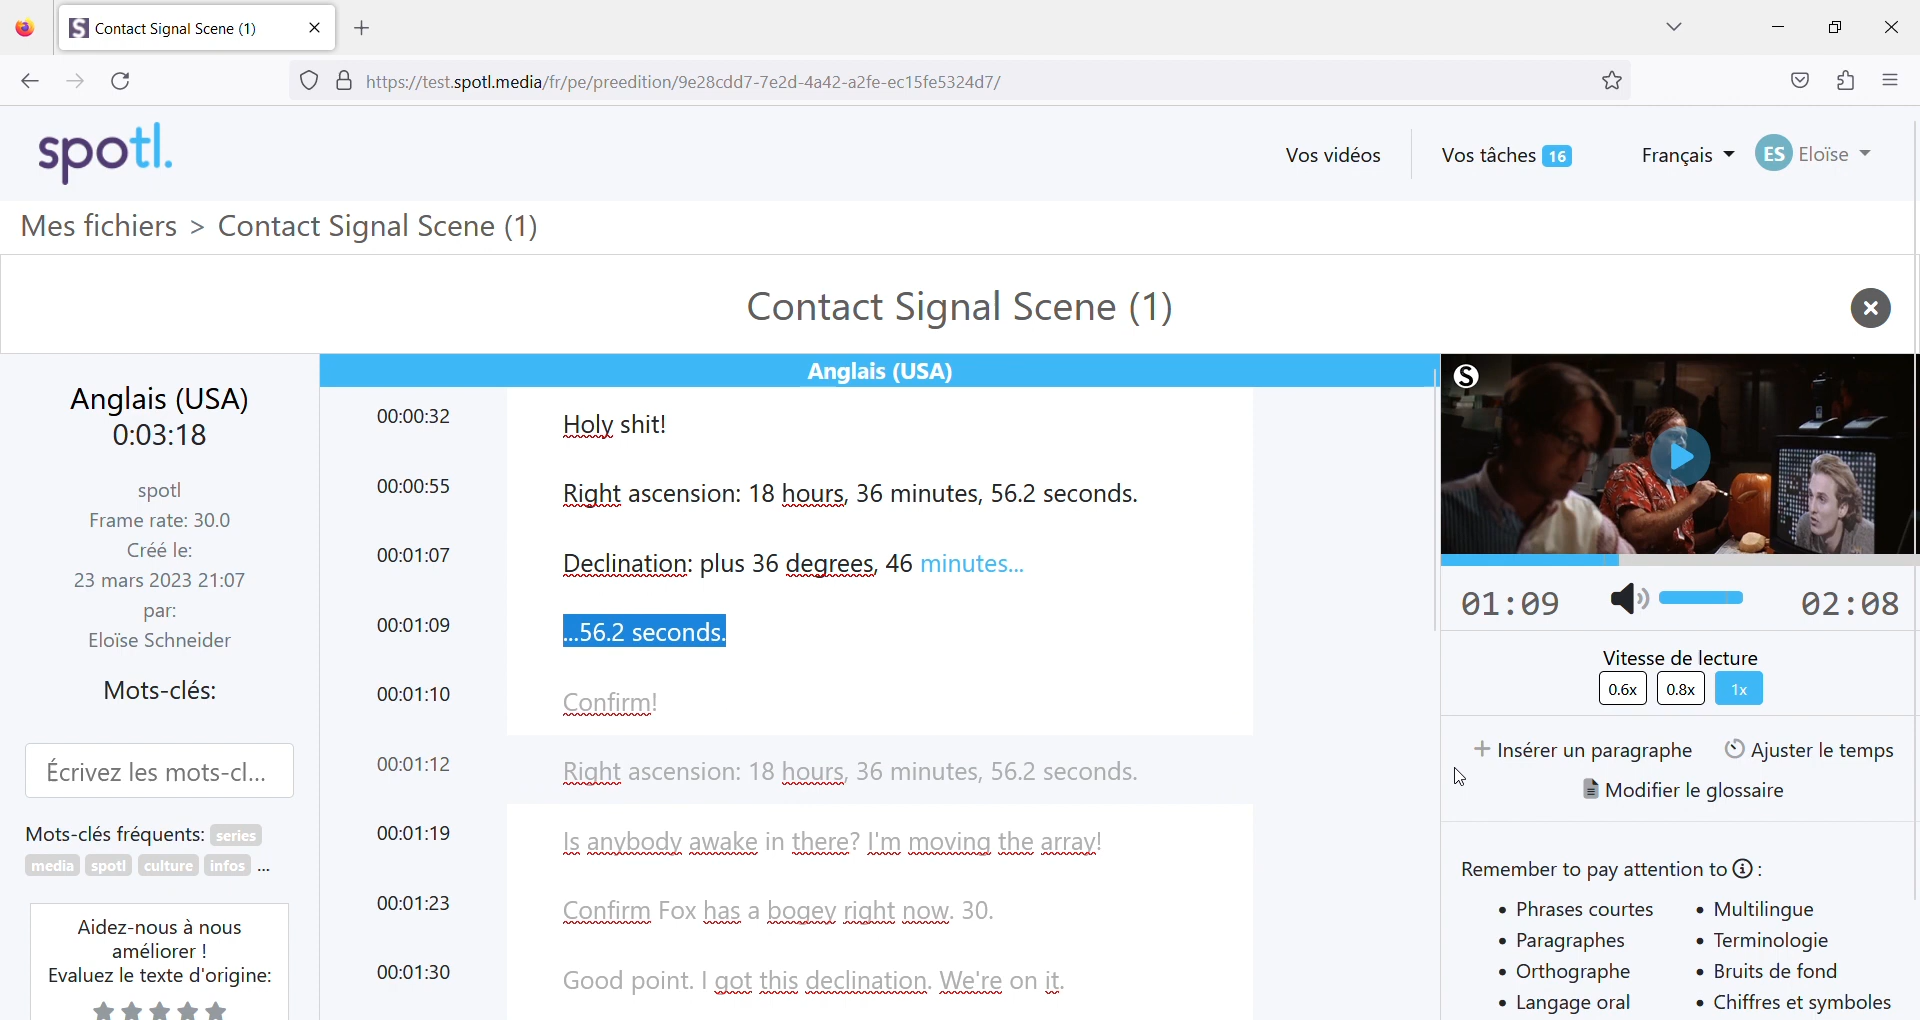 Contact Signal Scene (1)
https://test.spotl.media/fr/pe/preedition/9e28cdd7-7e2d-4a42-a2fe-ec15fe5324d7/
spotl.
Vos vidéos
Vos tâches 16
Français
ES Eloïse
Mes fichiers > Contact Signal Scene (1)
Contact Signal Scene (1)
Anglais (USA)
0:03:18
spotl
Frame rate: 30.0
Créé le:
23 mars 2023 21:07
par:
Eloïse Schneider
Mots-clés:
Écrivez les mots-cl...
Mots-clés fréquents: series
media spotl culture infos ...
Aidez-nous à nous
améliorer !
Evaluez le texte d'origine:
Anglais (USA)
00:00:32 Holy shit!
00:00:55 Right ascension: 18 hours, 36 minutes, 56.2 seconds.
00:01:07 Declination: plus 36 degrees, 46 minutes...
00:01:09 ...56.2 seconds.
00:01:10 Confirm!
00:01:12 Right ascension: 18 hours, 36 minutes, 56.2 seconds.
00:01:19 Is anybody awake in there? I'm moving the array!
00:01:23 Confirm Fox has a bogey right now. 30.
00:01:30 Good point. I got this declination. We're on it.
S
01:09 02:08
Vitesse de lecture
0.6x 0.8x 1x
+ Insérer un paragraphe Ajuster le temps
Modifier le glossaire
Remember to pay attention to :
• Phrases courtes • Multilingue
• Paragraphes • Terminologie
• Orthographe • Bruits de fond
• Langage oral • Chiffres et symboles